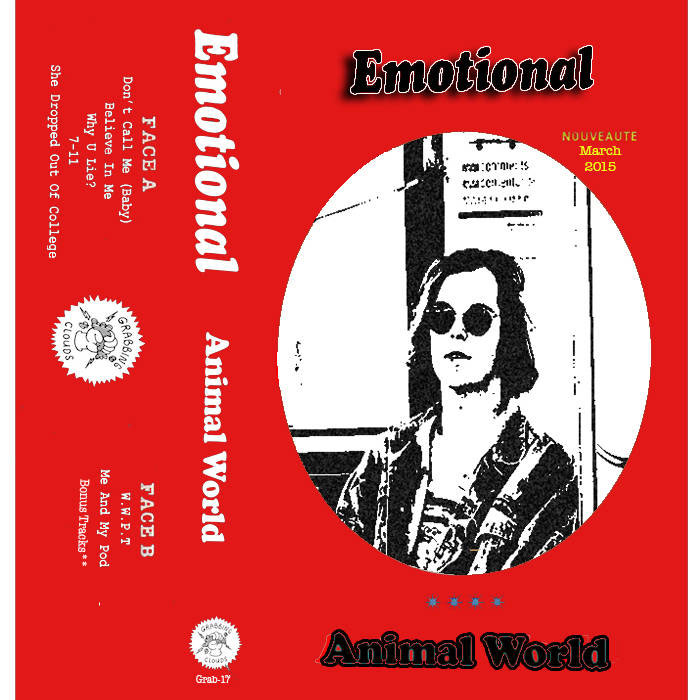 FACE A
Don't Call Me (Baby)
Believe In Me
Why U Lie?
7-11
She Dropped Out Of College
GRABBING
CLOUDS
FACE B
W.W.P.T
Me And My Pod
Bonus Tracks**
Emotional
Animal World
GRABBING
CLOUDS
Grab-17
Emotional
NOUVEAUTE
March
2015
Animal World